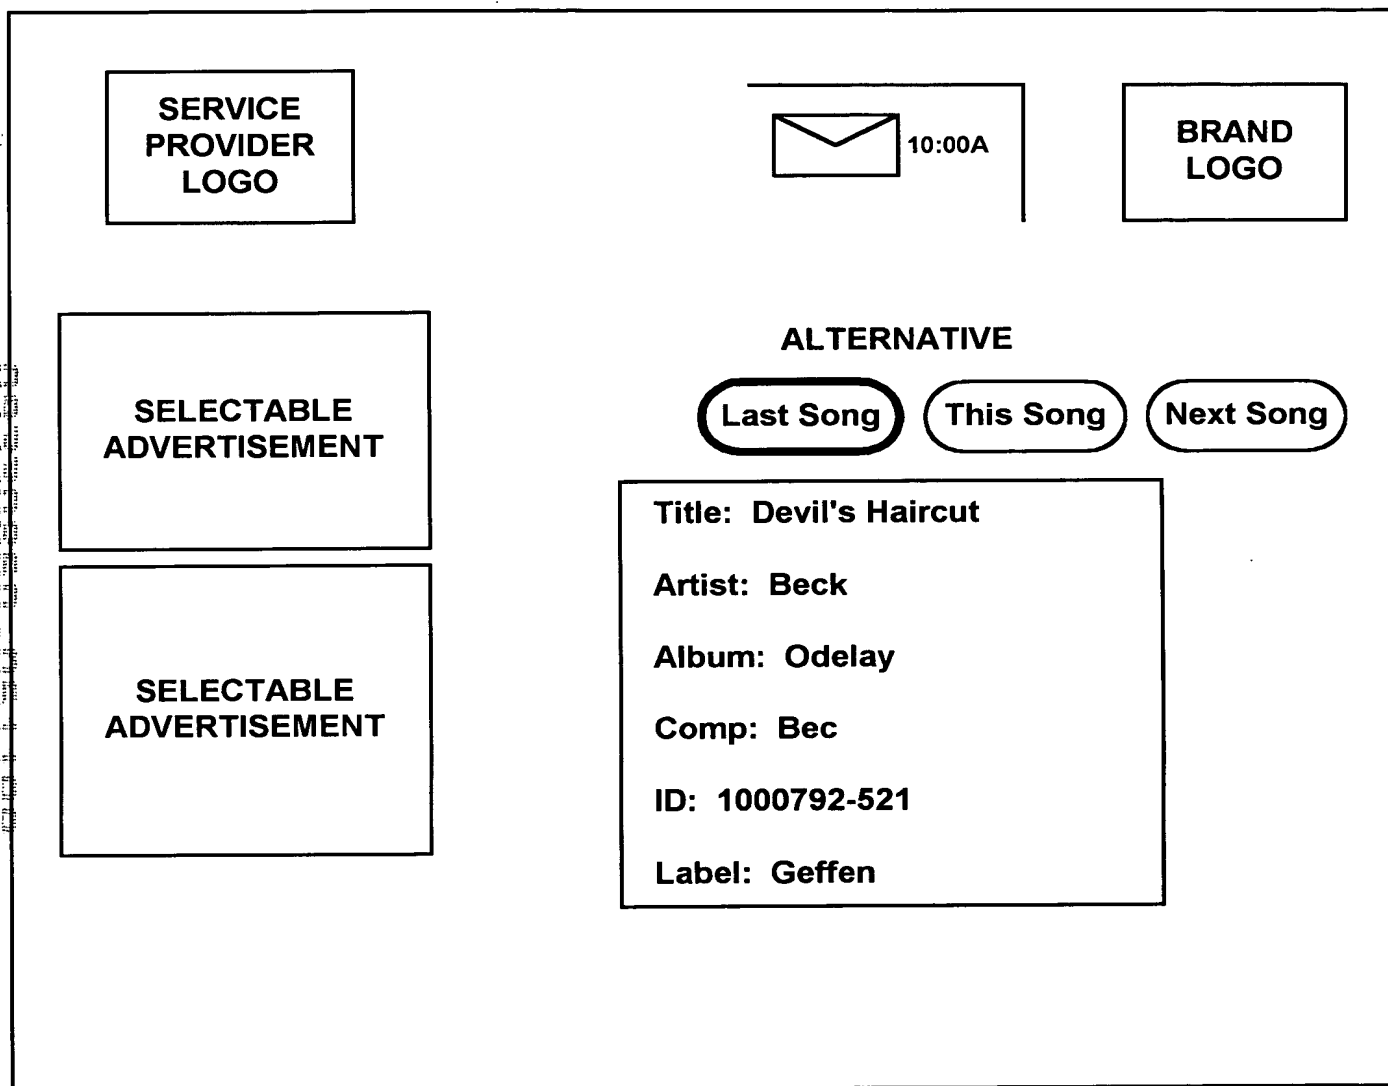 SERVICE
PROVIDER
LOGO
10:00A
BRAND
LOGO
SELECTABLE
ADVERTISEMENT
SELECTABLE
ADVERTISEMENT
ALTERNATIVE
Last Song
This Song
Next Song
Title: Devil's Haircut
Artist: Beck
Album: Odelay
Comp: Bec
ID: 1000792-521
Label: Geffen